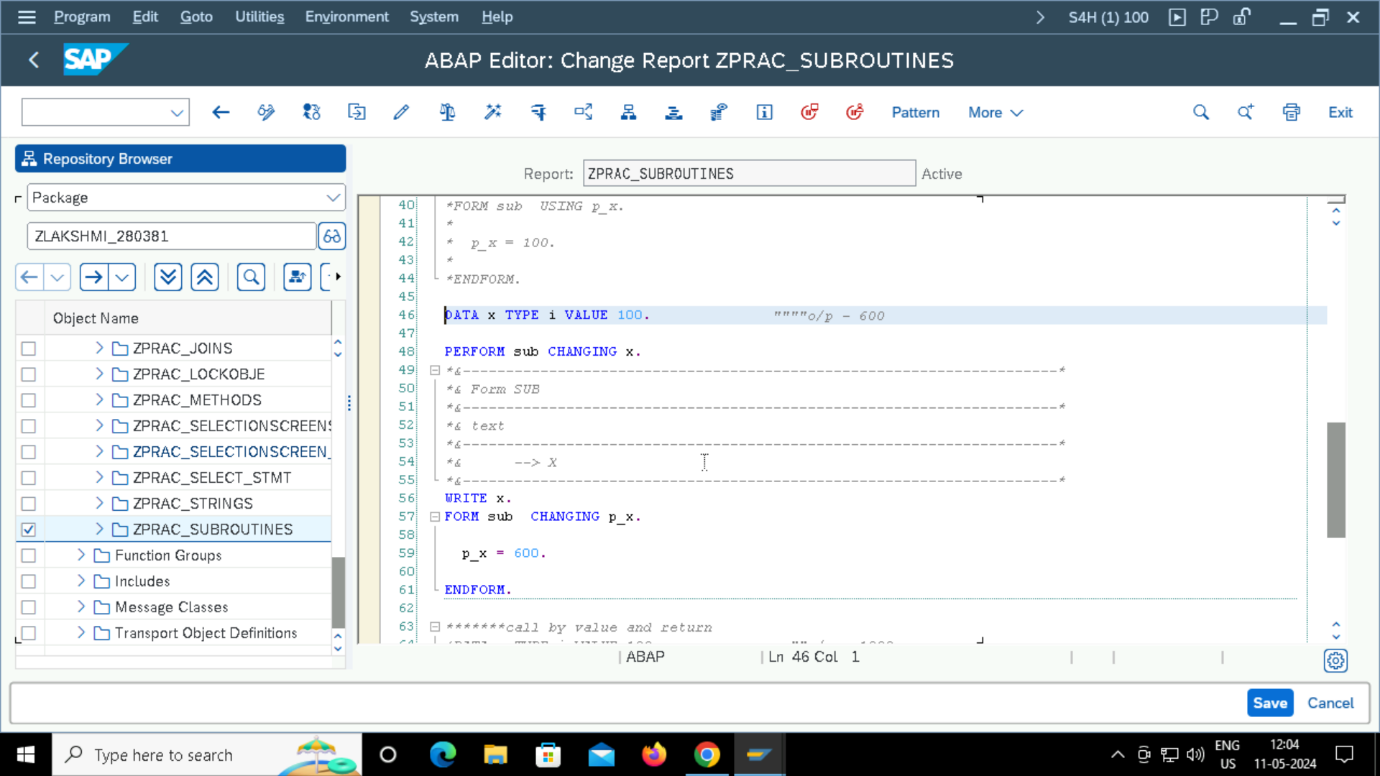 Program Edit Goto Utilities Environment System Help S4H (1) 100
SAP ABAP Editor: Change Report ZPRAC_SUBROUTINES
Pattern More Exit
Repository Browser
Report: ZPRAC_SUBROUTINES Active
Package
ZLAKSHMI_280381
Object Name
ZPRAC_JOINS
ZPRAC_LOCKOBJE
ZPRAC_METHODS
ZPRAC_SELECTIONSCREENS
ZPRAC_SELECTIONSCREEN_
ZPRAC_SELECT_STMT
ZPRAC_STRINGS
ZPRAC_SUBROUTINES
Function Groups
Includes
Message Classes
Transport Object Definitions
40 *FORM sub  USING p_x.
41 *
42 *  p_x = 100.
43 *
44 *ENDFORM.
45
46 DATA x TYPE i VALUE 100. """"o/p - 600
47
48 PERFORM sub CHANGING x.
49 *&---------------------------------------------------------------------*
50 *& Form SUB
51 *&---------------------------------------------------------------------*
52 *& text
53 *&---------------------------------------------------------------------*
54 *&      --> X
55 *&---------------------------------------------------------------------*
56 WRITE x.
57 FORM sub  CHANGING p_x.
58
59   p_x = 600.
60
61 ENDFORM.
62
63 *******call by value and return
ABAP Ln 46 Col 1
Save Cancel
Type here to search
ENG
US
12:04
11-05-2024